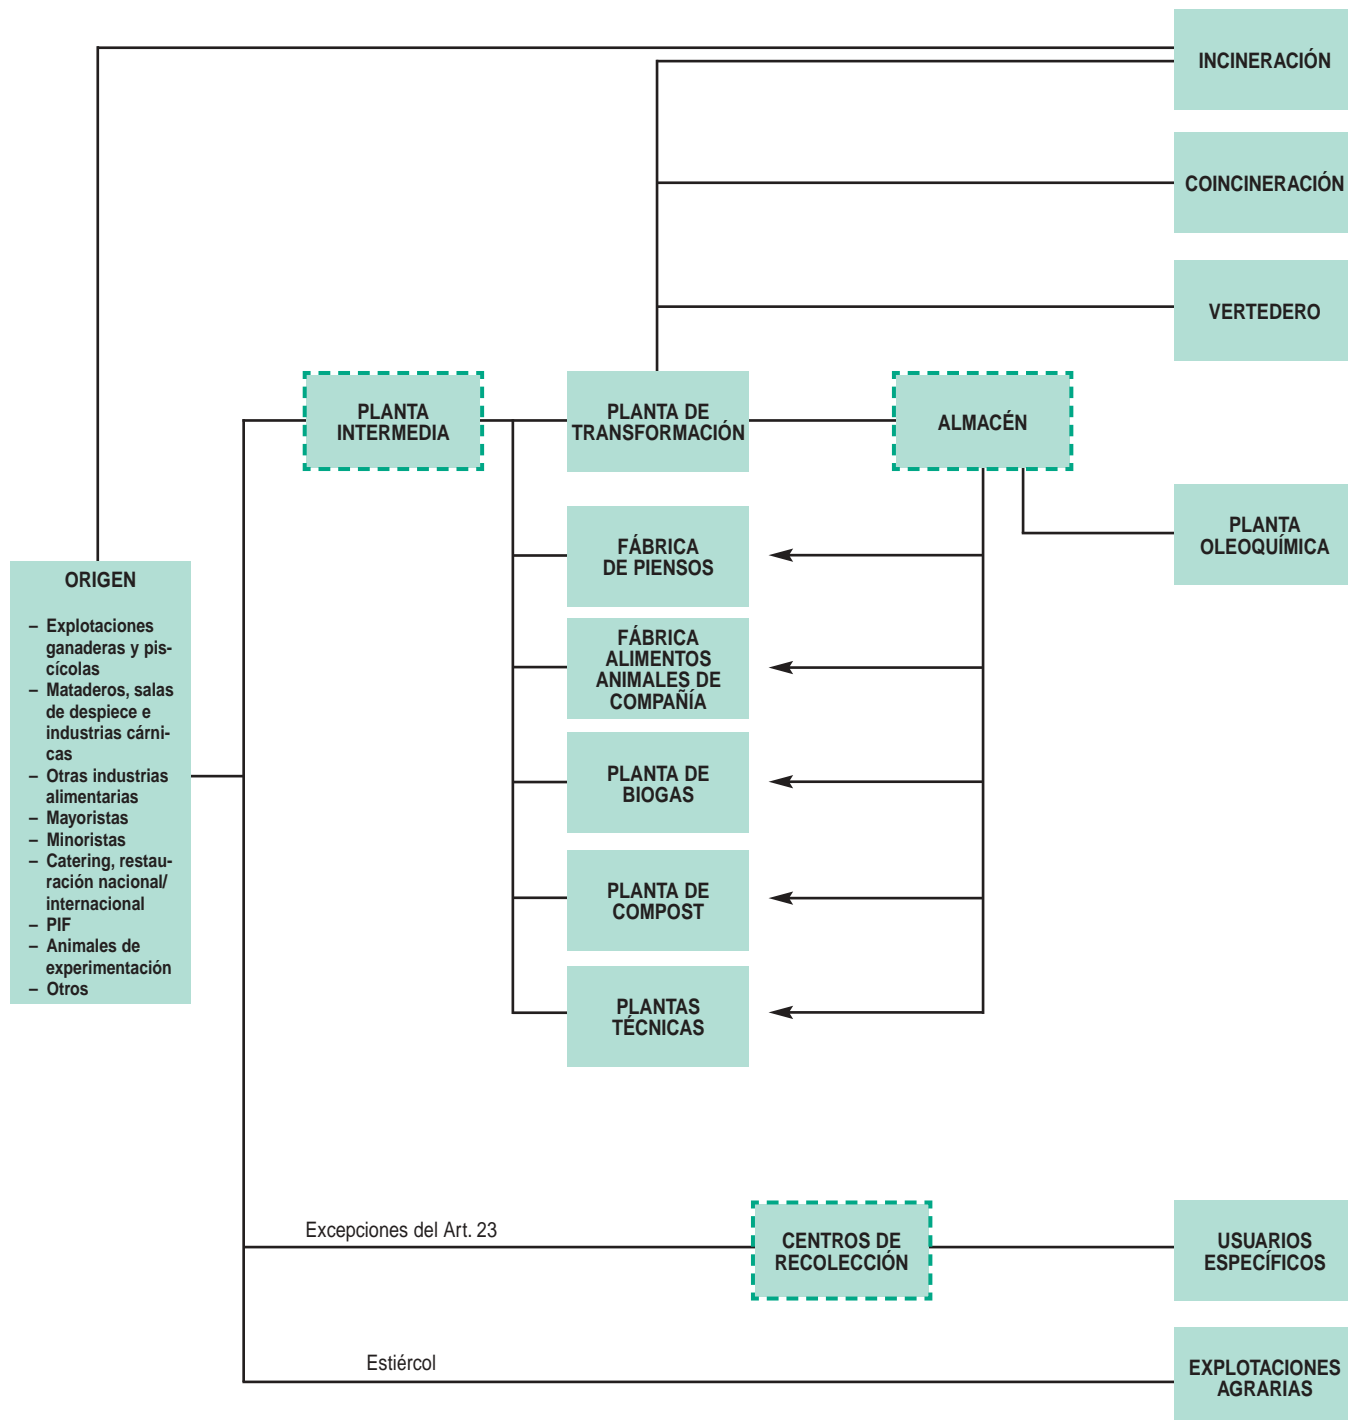 INCINERACIÓN
COINCINERACIÓN
VERTEDERO
PLANTA
INTERMEDIA
PLANTA DE
TRANSFORMACIÓN
ALMACÉN
PLANTA
OLEOQUÍMICA
FÁBRICA
DE PIENSOS
FÁBRICA
ALIMENTOS
ANIMALES DE
COMPAÑÍA
PLANTA DE
BIOGAS
PLANTA DE
COMPOST
PLANTAS
TÉCNICAS
ORIGEN
– Explotaciones
ganaderas y pis-
cícolas
– Mataderos, salas
de despiece e
industrias cárni-
cas
– Otras industrias
alimentarias
– Mayoristas
– Minoristas
– Catering, restau-
ración nacional/
internacional
– PIF
– Animales de
experimentación
– Otros
Excepciones del Art. 23
CENTROS DE
RECOLECCIÓN
USUARIOS
ESPECÍFICOS
Estiércol
EXPLOTACIONES
AGRARIAS